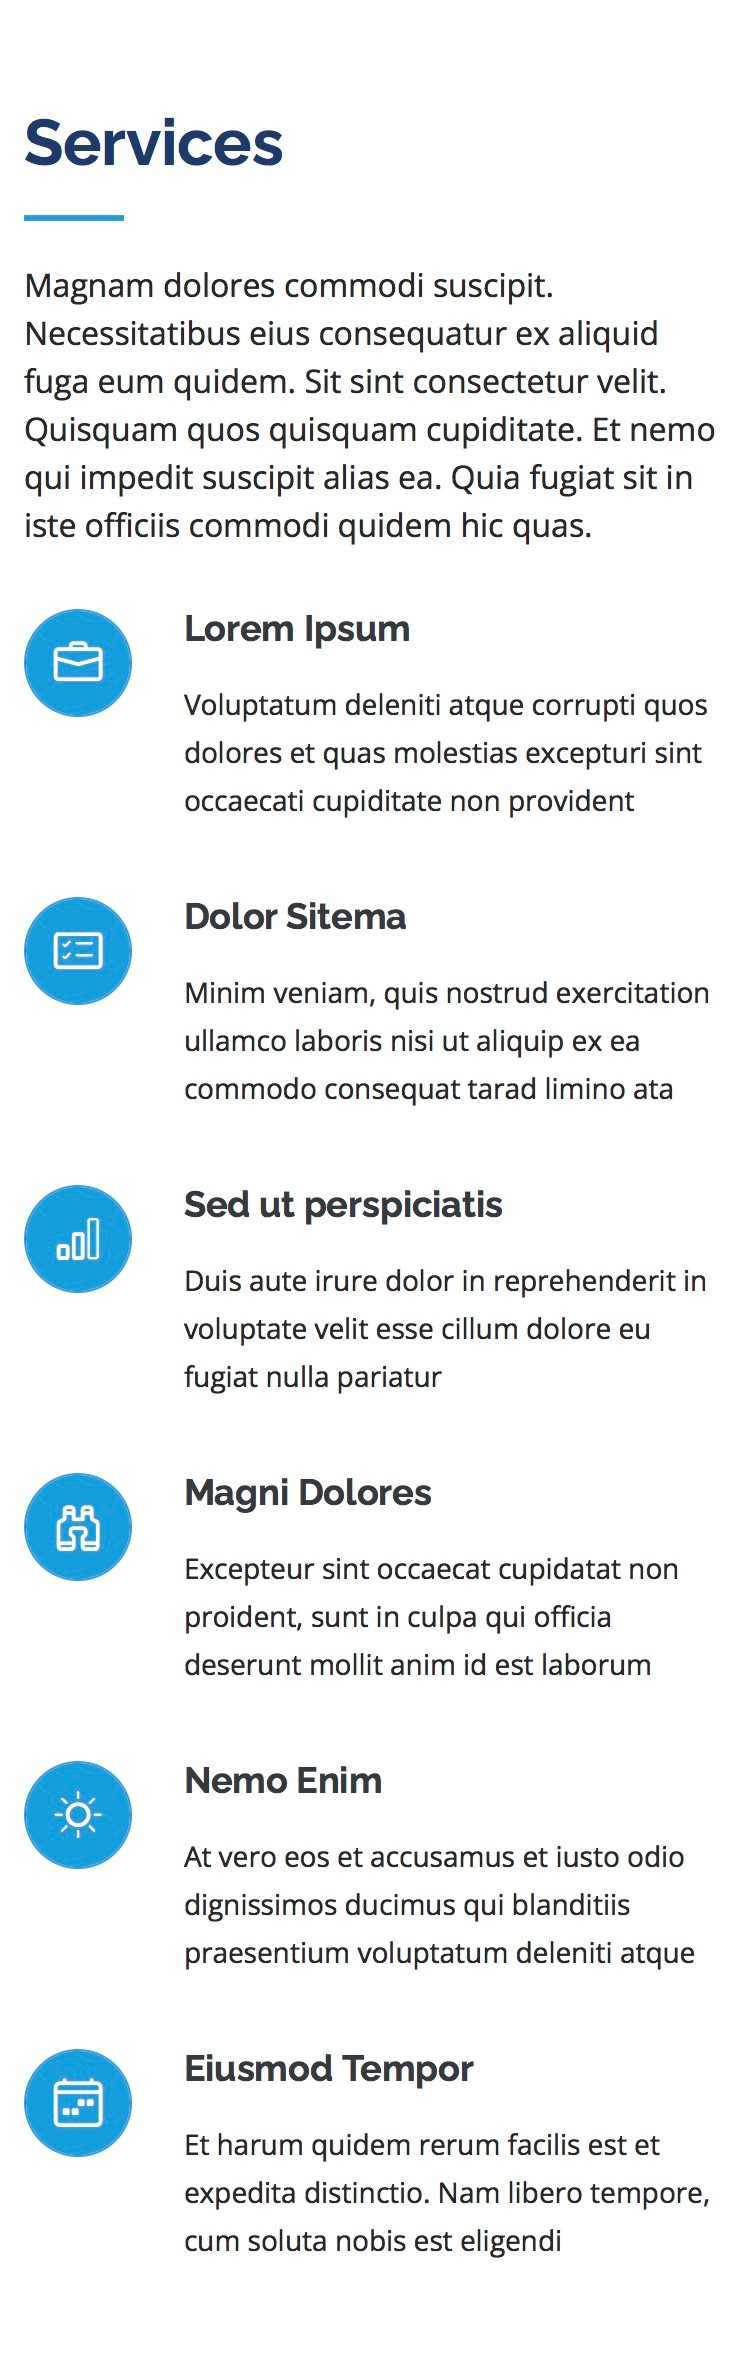 Services
Magnam dolores commodi suscipit.
Necessitatibus eius consequatur ex aliquid
fuga eum quidem. Sit sint consectetur velit.
Quisquam quos quisquam cupiditate. Et nemo
qui impedit suscipit alias ea. Quia fugiat sit in
iste officiis commodi quidem hic quas.
Lorem Ipsum
Voluptatum deleniti atque corrupti quos
dolores et quas molestias excepturi sint
occaecati cupiditate non provident
Dolor Sitema
Minim veniam, quis nostrud exercitation
ullamco laboris nisi ut aliquip ex ea
commodo consequat tarad limino ata
Sed ut perspiciatis
Duis aute irure dolor in reprehenderit in
voluptate velit esse cillum dolore eu
fugiat nulla pariatur
Magni Dolores
Excepteur sint occaecat cupidatat non
proident, sunt in culpa qui officia
deserunt mollit anim id est laborum
Nemo Enim
At vero eos et accusamus et iusto odio
dignissimos ducimus qui blanditiis
praesentium voluptatum deleniti atque
Eiusmod Tempor
Et harum quidem rerum facilis est et
expedita distinctio. Nam libero tempore,
cum soluta nobis est eligendi